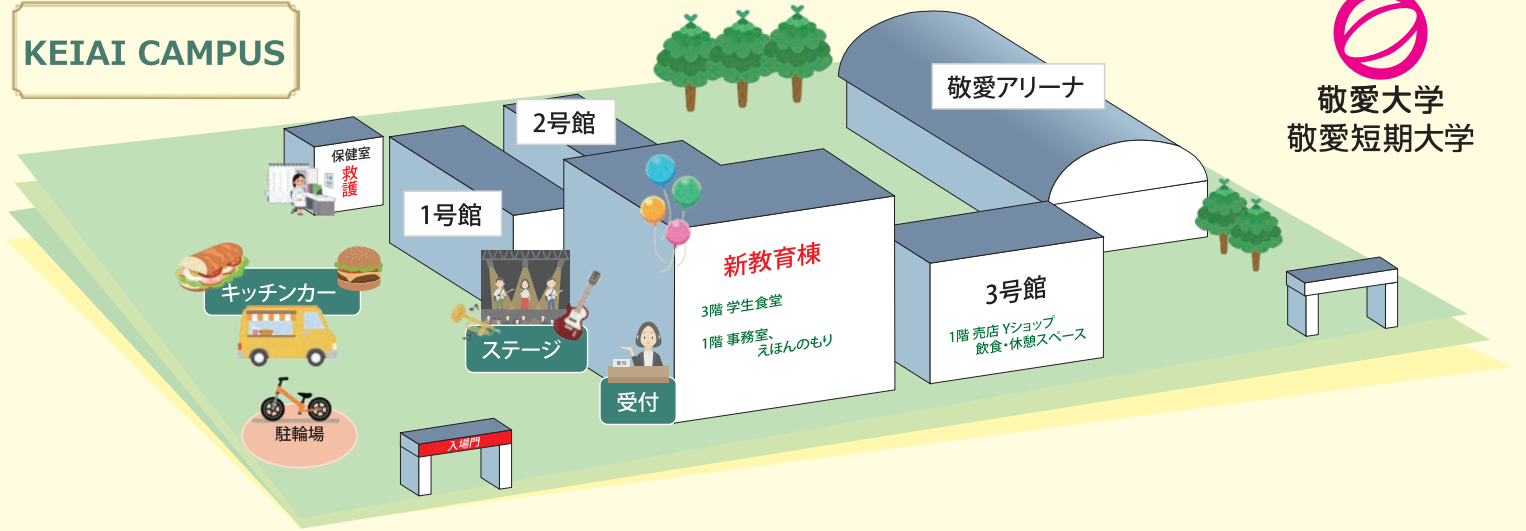 KEIAI CAMPUS
敬愛大学
敬愛短期大学
敬愛アリーナ
2号館
保健室
救護
1号館
新教育棟
3階 学生食堂
1階 事務室、
えほんのもり
3号館
1階 売店 Yショップ
飲食・休憩スペース
キッチンカー
ステージ
受付
受付
駐輪場
入場門